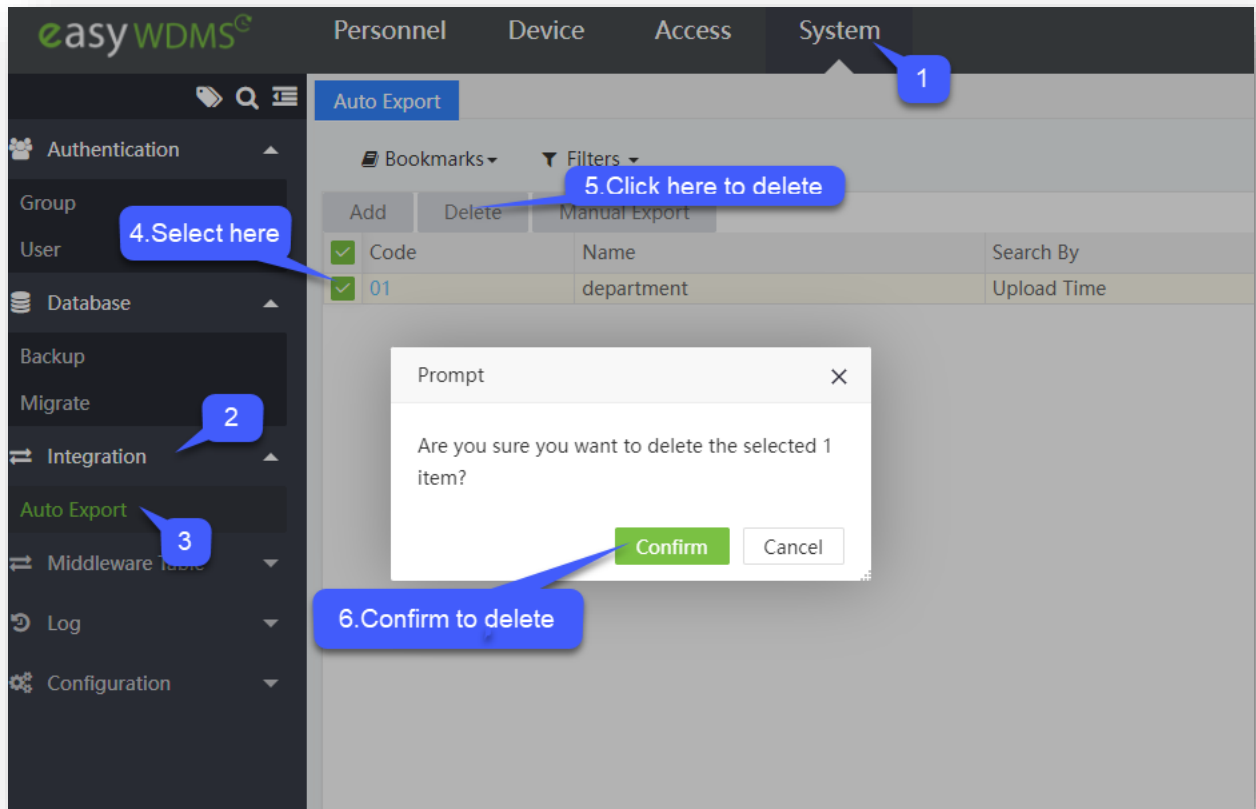 easy WDMS
Personnel Device Access System
1
Auto Export
Authentication
Bookmarks Filters
5.Click here to delete
Group
Add Delete Manual Export
4.Select here
User
Code Name Search By
01 department Upload Time
Database
Backup
Prompt
Migrate
2
Are you sure you want to delete the selected 1
item?
Integration
Auto Export
3
Confirm Cancel
Middleware Table
6.Confirm to delete
Log
Configuration